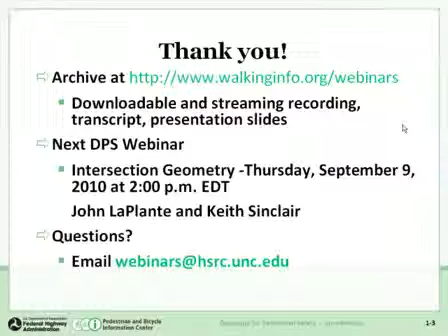 Thank you!
Archive at http://www.walkinginfo.org/webinars
Downloadable and streaming recording,
transcript, presentation slides
Next DPS Webinar
Intersection Geometry -Thursday, September 9,
2010 at 2:00 p.m. EDT
John LaPlante and Keith Sinclair
Questions?
Email webinars@hsrc.unc.edu
Federal Highway
Administration
Pedestrian and Bicycle
Information Center
1-3